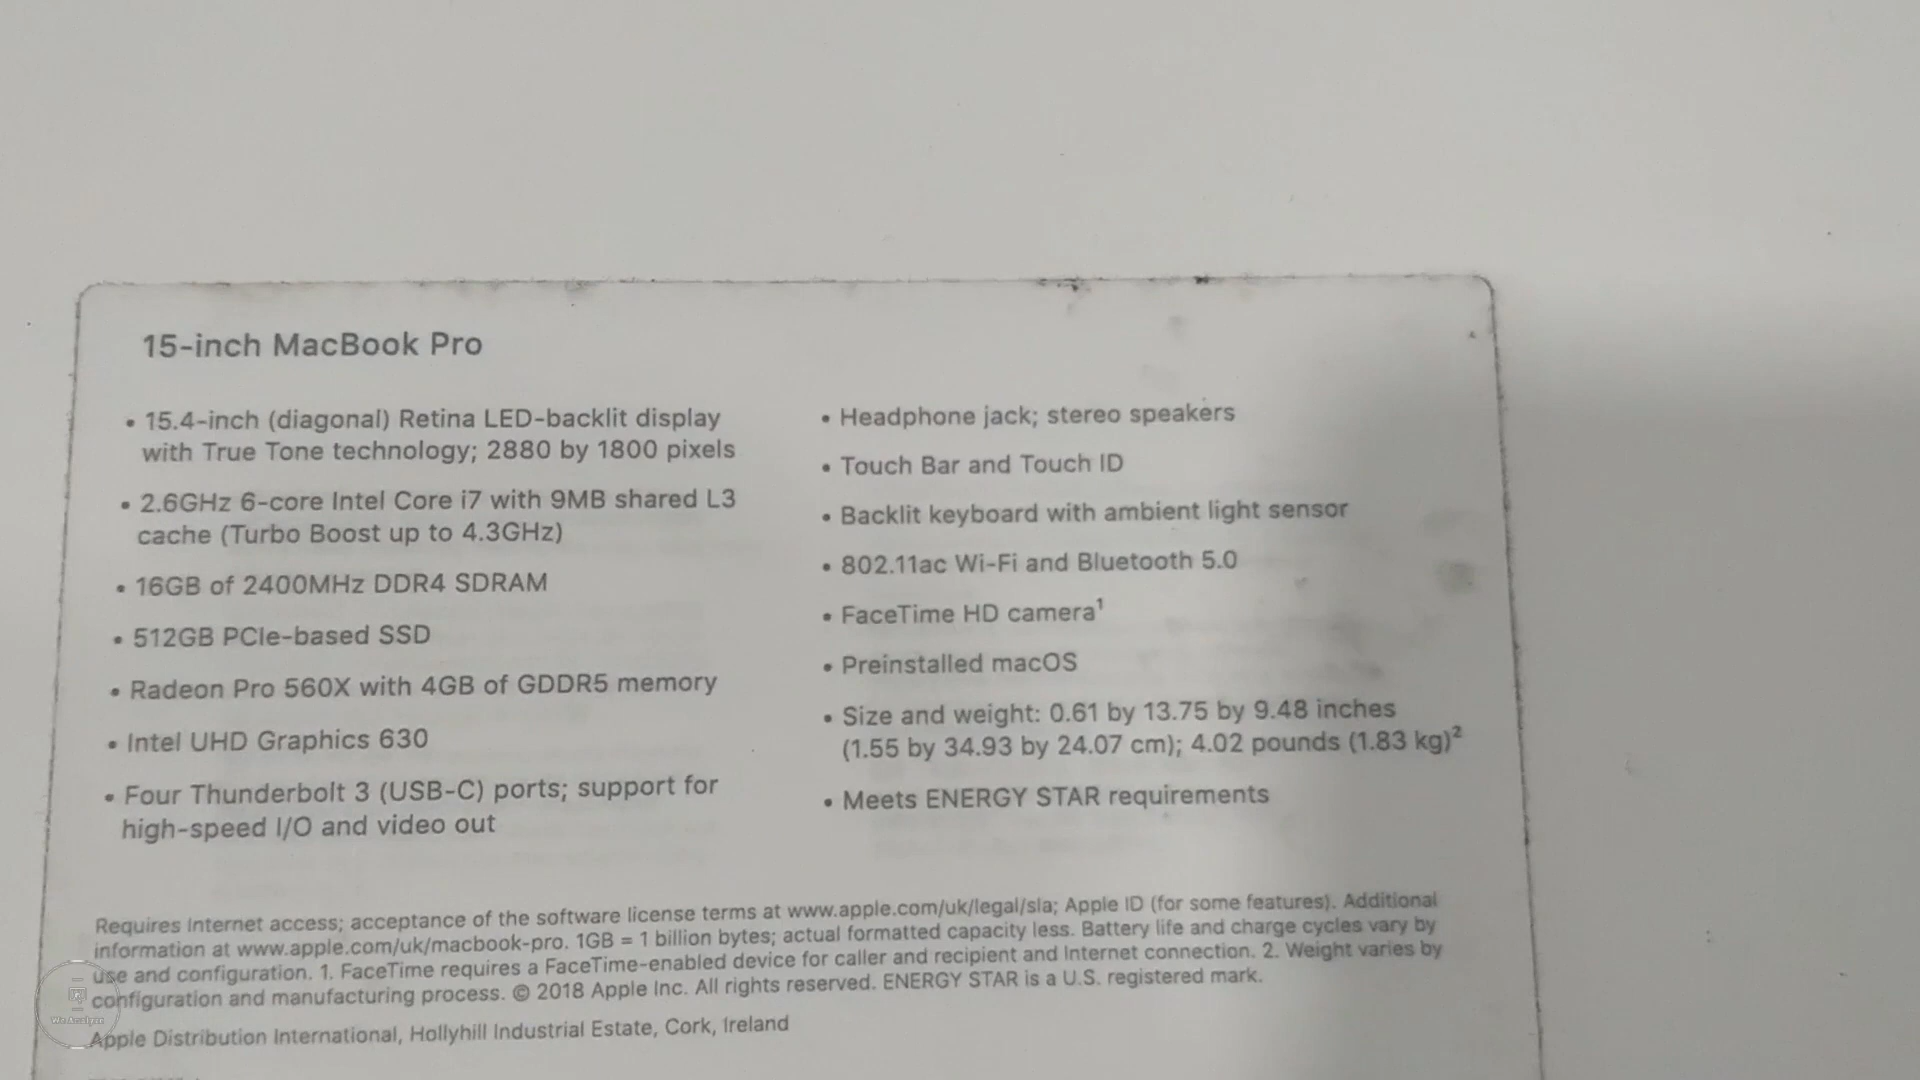 15-inch MacBook Pro
• 15.4-inch (diagonal) Retina LED-backlit display
with True Tone technology; 2880 by 1800 pixels
• 2.6GHz 6-core Intel Core i7 with 9MB shared L3
cache (Turbo Boost up to 4.3GHz)
• 16GB of 2400MHz DDR4 SDRAM
• 512GB PCIe-based SSD
• Radeon Pro 560X with 4GB of GDDR5 memory
• Intel UHD Graphics 630
• Four Thunderbolt 3 (USB-C) ports; support for
high-speed I/O and video out
• Headphone jack; stereo speakers
• Touch Bar and Touch ID
• Backlit keyboard with ambient light sensor
• 802.11ac Wi-Fi and Bluetooth 5.0
• FaceTime HD camera¹
• Preinstalled macOS
• Size and weight: 0.61 by 13.75 by 9.48 inches
(1.55 by 34.93 by 24.07 cm); 4.02 pounds (1.83 kg)²
• Meets ENERGY STAR requirements
Requires Internet access; acceptance of the software license terms at www.apple.com/uk/legal/sla; Apple ID (for some features). Additional
information at www.apple.com/uk/macbook-pro. 1GB = 1 billion bytes; actual formatted capacity less. Battery life and charge cycles vary by
use and configuration. 1. FaceTime requires a FaceTime-enabled device for caller and recipient and Internet connection. 2. Weight varies by
configuration and manufacturing process. © 2018 Apple Inc. All rights reserved. ENERGY STAR is a U.S. registered mark.
Apple Distribution International, Hollyhill Industrial Estate, Cork, Ireland
We Analyze